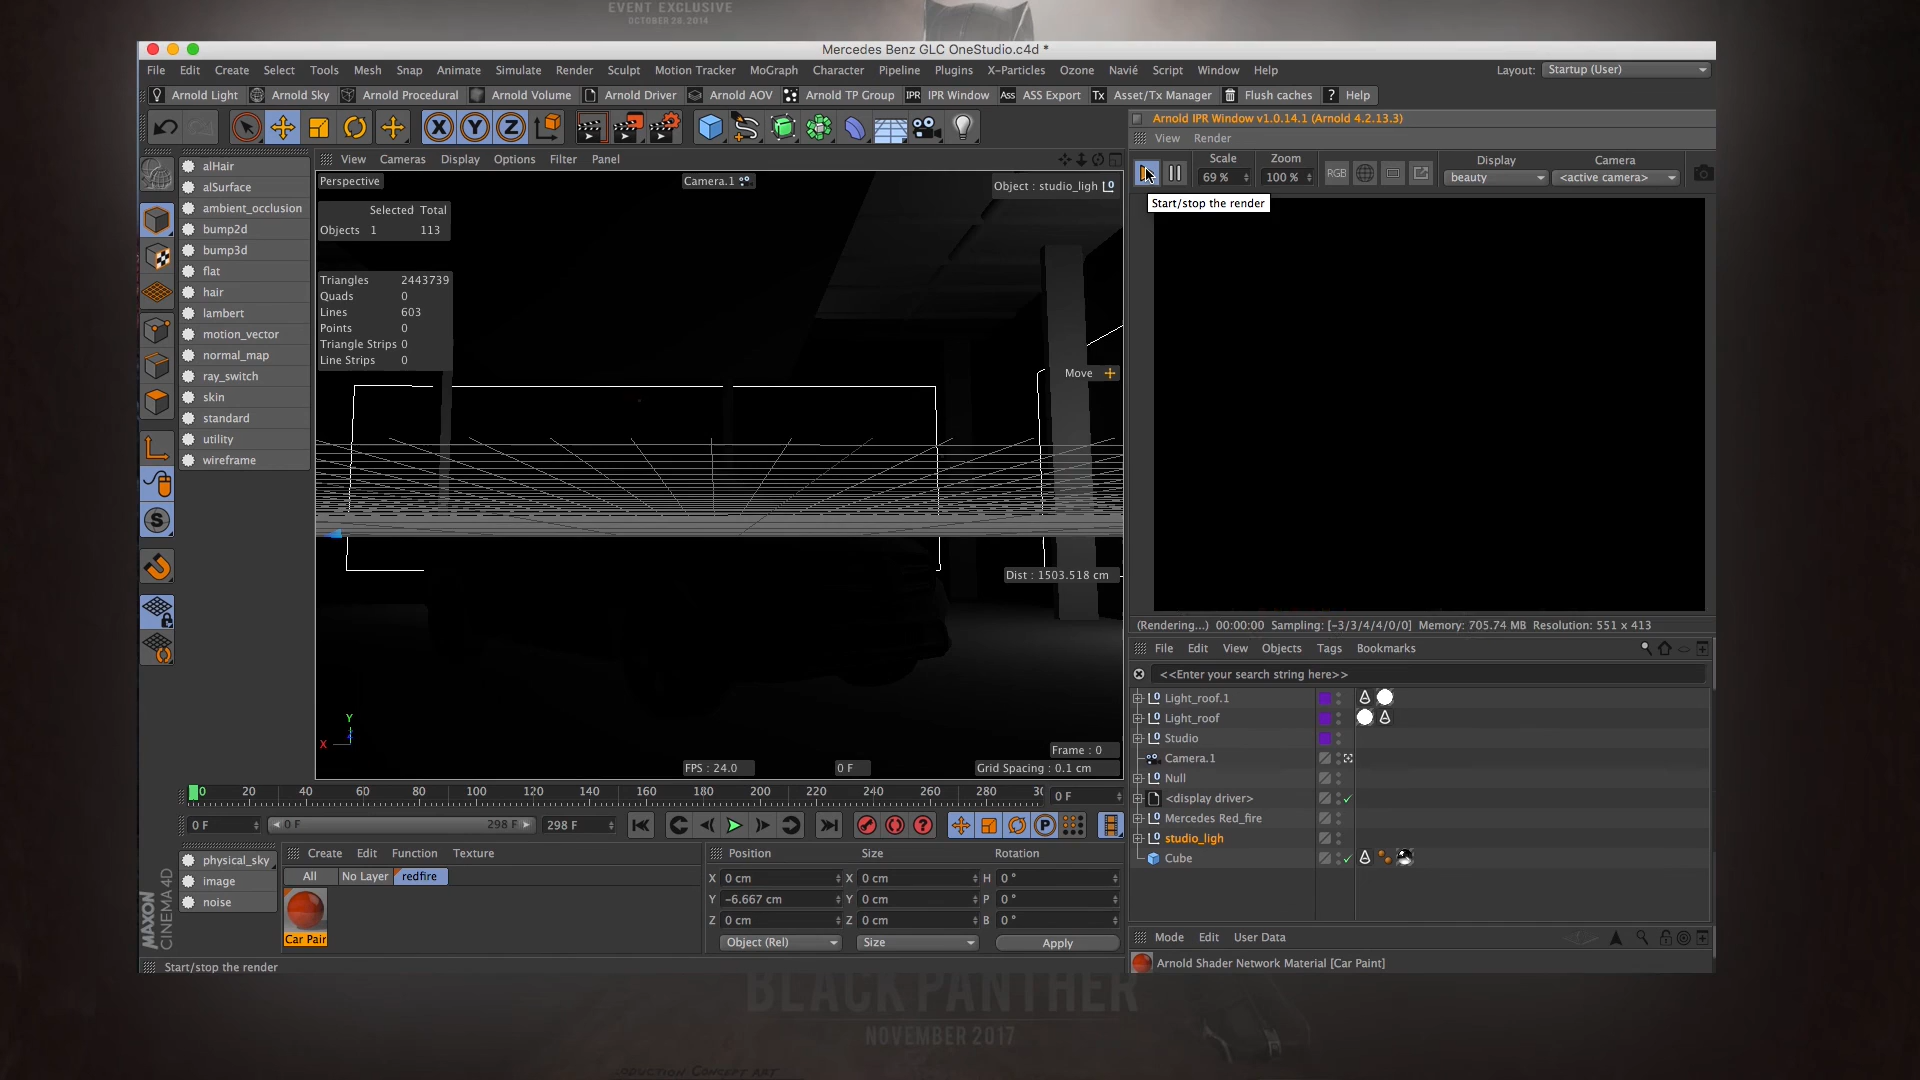 EVENT EXCLUSIVE
OCTOBER 28, 2014
Mercedes Benz GLC OneStudio.c4d *
File Edit Create Select Tools Mesh Snap Animate Simulate Render Sculpt Motion Tracker MoGraph Character Pipeline Plugins X-Particles Ozone Navié Script Window Help Layout: Startup (User)
Arnold Light Arnold Sky Arnold Procedural Arnold Volume Arnold Driver Arnold AOV Arnold TP Group IPR IPR Window Ass ASS Export Tx Asset/Tx Manager Flush caches ? Help
X Y Z
Arnold IPR Window v1.0.14.1 (Arnold 4.2.13.3)
View Render
Scale Zoom Display Camera
69 % 100 % RGB beauty <active camera>
Start/stop the render
alHair
alSurface
ambient_occlusion
bump2d
bump3d
flat
hair
lambert
motion_vector
normal_map
ray_switch
skin
standard
utility
wireframe
View Cameras Display Options Filter Panel
Perspective Camera.1 Object : studio_ligh
Selected Total
Objects 1 113
Triangles 2443739
Quads 0
Lines 603
Points 0
Triangle Strips 0
Line Strips 0
Move
Dist : 1503.518 cm
Y
X
Z
Frame : 0
FPS : 24.0 0 F Grid Spacing : 0.1 cm
(Rendering...) 00:00:00 Sampling: [-3/3/4/4/0/0] Memory: 705.74 MB Resolution: 551 x 413
File Edit View Objects Tags Bookmarks
<<Enter your search string here>>
Light_roof.1
Light_roof
Studio
Camera.1
Null
<display driver>
Mercedes Red_fire
studio_ligh
Cube
0 20 40 60 80 100 120 140 160 180 200 220 240 260 280 30 0 F
0 F 0 F 298 F 298 F
P
physical_sky
image
noise
Create Edit Function Texture
All No Layer redfire
Car Pair
Position Size Rotation
X 0 cm X 0 cm H 0 °
Y -6.667 cm Y 0 cm P 0 °
Z 0 cm Z 0 cm B 0 °
Object (Rel) Size Apply
Mode Edit User Data
Arnold Shader Network Material [Car Paint]
MAXON
CINEMA 4D
Start/stop the render
BLACK PANTHER
NOVEMBER 2017